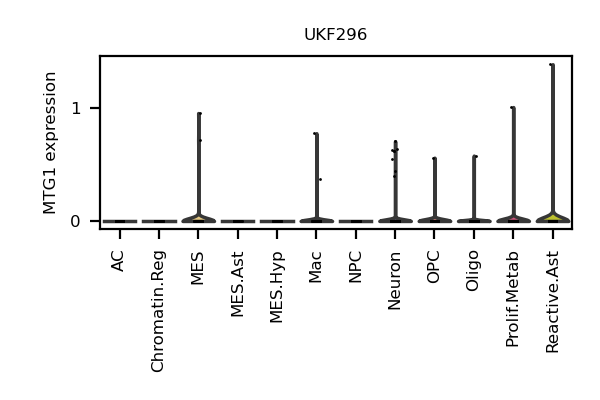 UKF296
MTG1 expression
1
0
AC
Chromatin.Reg
MES
MES.Ast
MES.Hyp
Mac
NPC
Neuron
OPC
Oligo
Prolif.Metab
Reactive.Ast